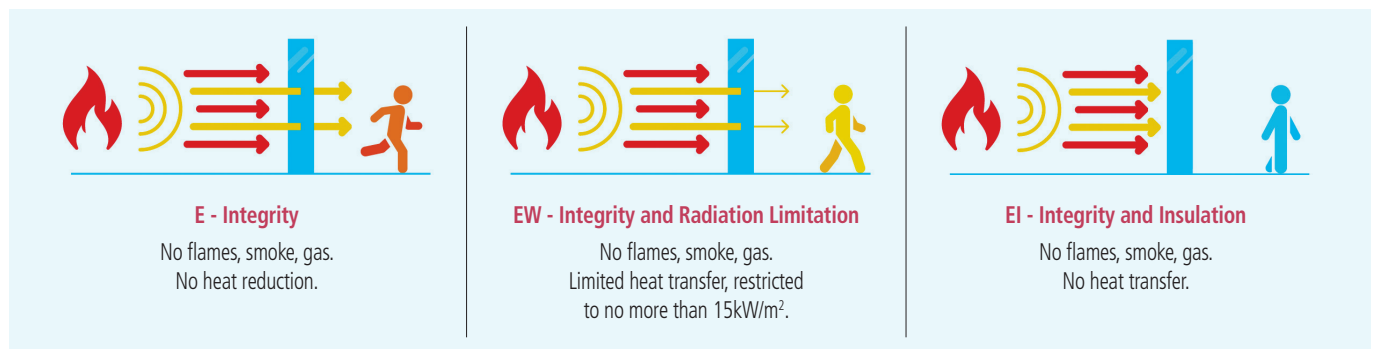 E - Integrity
No flames, smoke, gas.
No heat reduction.
EW - Integrity and Radiation Limitation
No flames, smoke, gas.
Limited heat transfer, restricted
to no more than 15kW/m².
EI - Integrity and Insulation
No flames, smoke, gas.
No heat transfer.